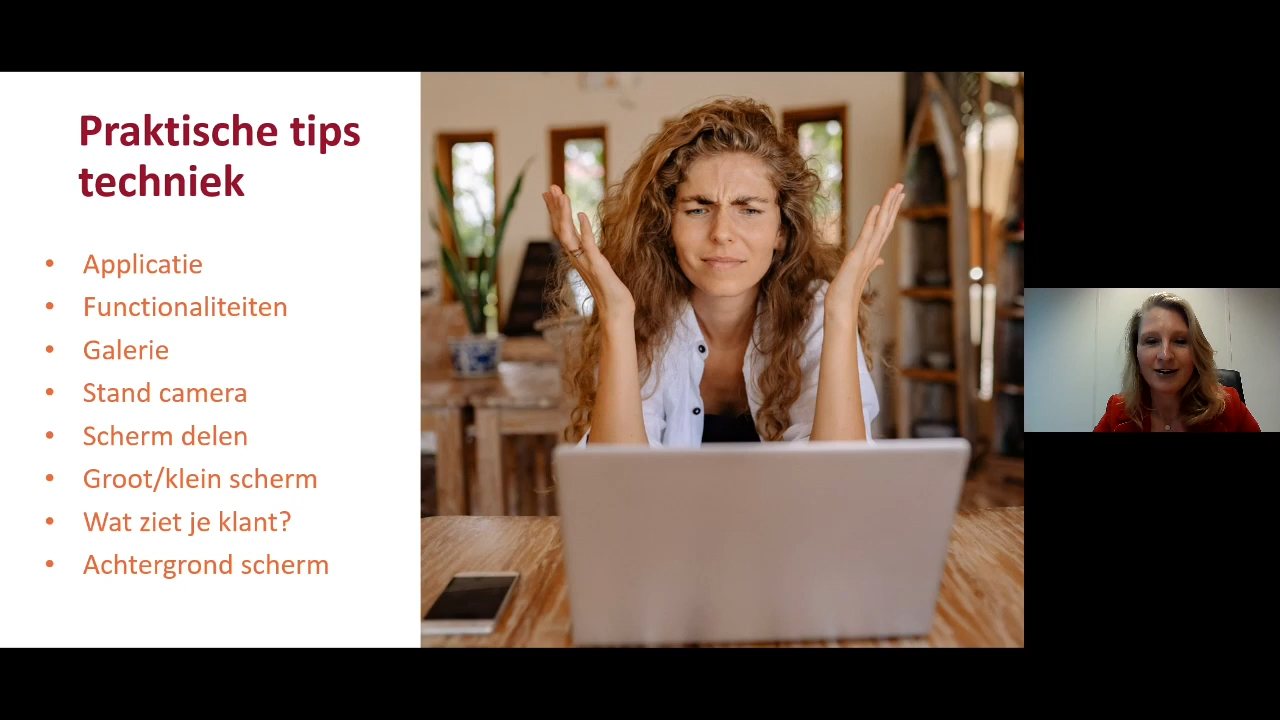 Praktische tips
techniek
• Applicatie
• Functionaliteiten
• Galerie
• Stand camera
• Scherm delen
• Groot/klein scherm
• Wat ziet je klant?
• Achtergrond scherm